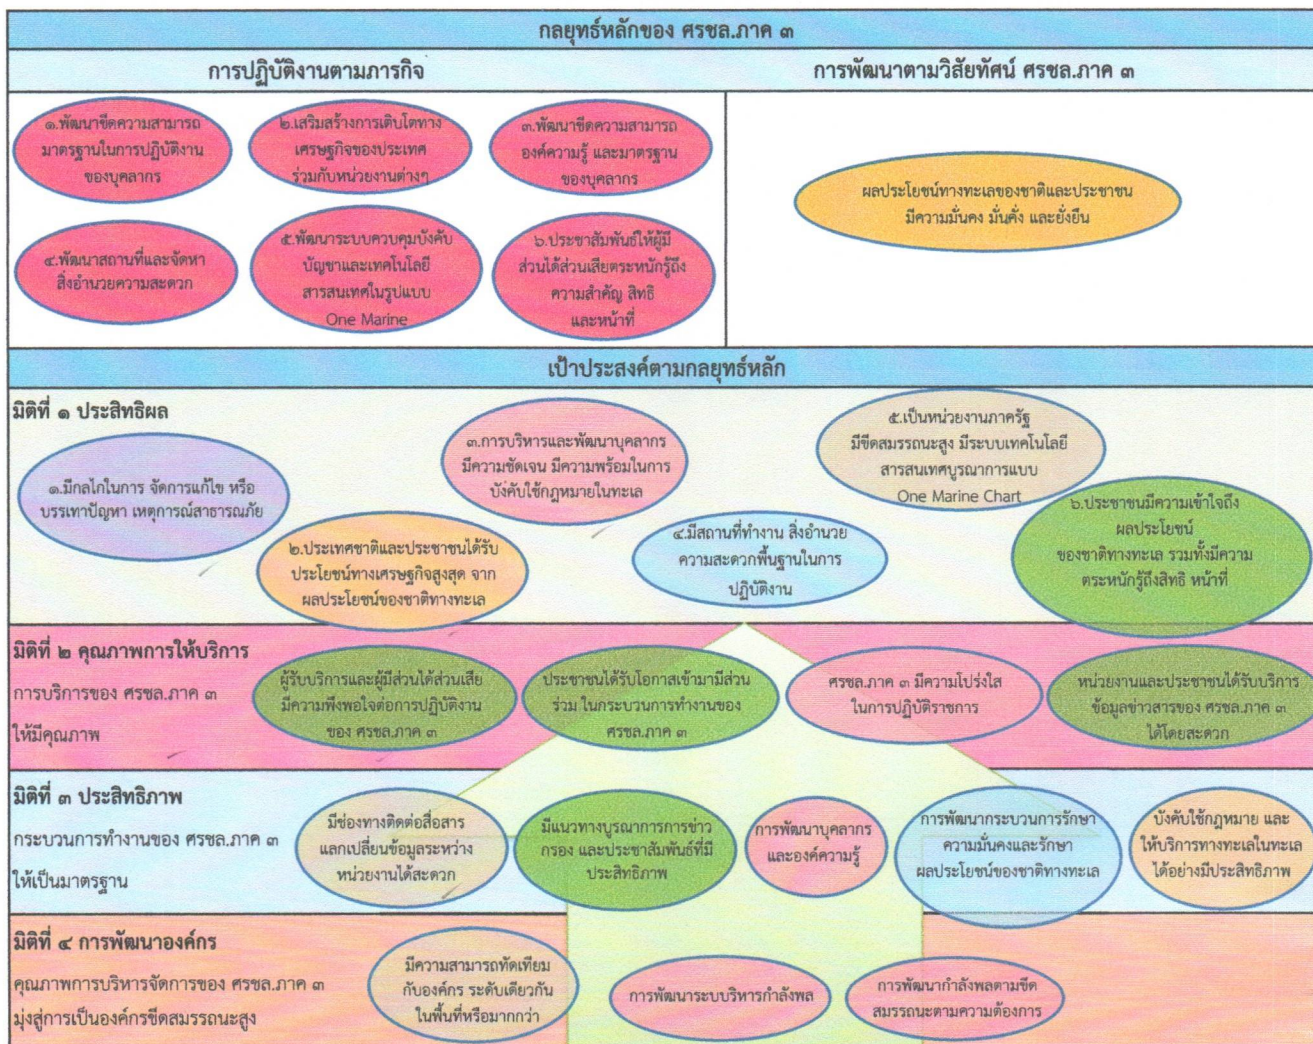 กลยุทธ์หลักของ ศรชล.ภาค ๓
การปฏิบัติงานตามภารกิจ
การพัฒนาตามวิสัยทัศน์ ศรชล.ภาค ๓
๑.พัฒนาขีดความสามารถ
มาตรฐานในการปฏิบัติงาน
ของบุคลากร
๒.เสริมสร้างการเติบโตทาง
เศรษฐกิจของประเทศ
ร่วมกับหน่วยงานต่างๆ
๓.พัฒนาขีดความสามารถ
องค์ความรู้ และมาตรฐาน
ของบุคลากร
ผลประโยชน์ทางทะเลของชาติและประชาชน
มีความมั่นคง มั่นคั่ง และยั่งยืน
๔.พัฒนาสถานที่และจัดหา
สิ่งอำนวยความสะดวก
๕.พัฒนาระบบควบคุมบังคับ
บัญชาและเทคโนโลยี
สารสนเทศในรูปแบบ
One Marine
๖.ประชาสัมพันธ์ให้ผู้มี
ส่วนได้ส่วนเสียตระหนักรู้ถึง
ความสำคัญ สิทธิ
และหน้าที่
เป้าประสงค์ตามกลยุทธ์หลัก
มิติที่ ๑ ประสิทธิผล
๑.มีกลไกในการ จัดการแก้ไข หรือ
บรรเทาปัญหา เหตุการณ์สาธารณภัย
๒.ประเทศชาติและประชาชนได้รับ
ประโยชน์ทางเศรษฐกิจสูงสุด จาก
ผลประโยชน์ของชาติทางทะเล
๓.การบริหารและพัฒนาบุคลากร
มีความชัดเจน มีความพร้อมในการ
บังคับใช้กฎหมายในทะเล
๔.มีสถานที่ทำงาน สิ่งอำนวย
ความสะดวกพื้นฐานในการ
ปฏิบัติงาน
๕.เป็นหน่วยงานภาครัฐ
มีขีดสมรรถนะสูง มีระบบเทคโนโลยี
สารสนเทศบูรณาการแบบ
One Marine Chart
๖.ประชาชนมีความเข้าใจถึง
ผลประโยชน์
ของชาติทางทะเล รวมทั้งมีความ
ตระหนักรู้ถึงสิทธิ หน้าที่
มิติที่ ๒ คุณภาพการให้บริการ
การบริการของ ศรชล.ภาค ๓
ให้มีคุณภาพ
ผู้รับบริการและผู้มีส่วนได้ส่วนเสีย
มีความพึงพอใจต่อการปฏิบัติงาน
ของ ศรชล.ภาค ๓
ประชาชนได้รับโอกาสเข้ามามีส่วน
ร่วม ในกระบวนการทำงานของ
ศรชล.ภาค ๓
ศรชล.ภาค ๓ มีความโปร่งใส
ในการปฏิบัติราชการ
หน่วยงานและประชาชนได้รับบริการ
ข้อมูลข่าวสารของ ศรชล.ภาค ๓
ได้โดยสะดวก
มิติที่ ๓ ประสิทธิภาพ
กระบวนการทำงานของ ศรชล.ภาค ๓
ให้เป็นมาตรฐาน
มีช่องทางติดต่อสื่อสาร
แลกเปลี่ยนข้อมูลระหว่าง
หน่วยงานได้สะดวก
มีแนวทางบูรณาการการข่าว
กรอง และประชาสัมพันธ์ที่มี
ประสิทธิภาพ
การพัฒนาบุคลากร
และองค์ความรู้
การพัฒนากระบวนการรักษา
ความมั่นคงและรักษา
ผลประโยชน์ของชาติทางทะเล
บังคับใช้กฎหมาย และ
ให้บริการทางทะเลในทะเล
ได้อย่างมีประสิทธิภาพ
มิติที่ ๔ การพัฒนาองค์กร
คุณภาพการบริหารจัดการของ ศรชล.ภาค ๓
มุ่งสู่การเป็นองค์กรขีดสมรรถนะสูง
มีความสามารถทัดเทียม
กับองค์กร ระดับเดียวกัน
ในพื้นที่หรือมากกว่า
การพัฒนาระบบริหารกำลังพล
การพัฒนากำลังพลตามขีด
สมรรถนะตามความต้องการ